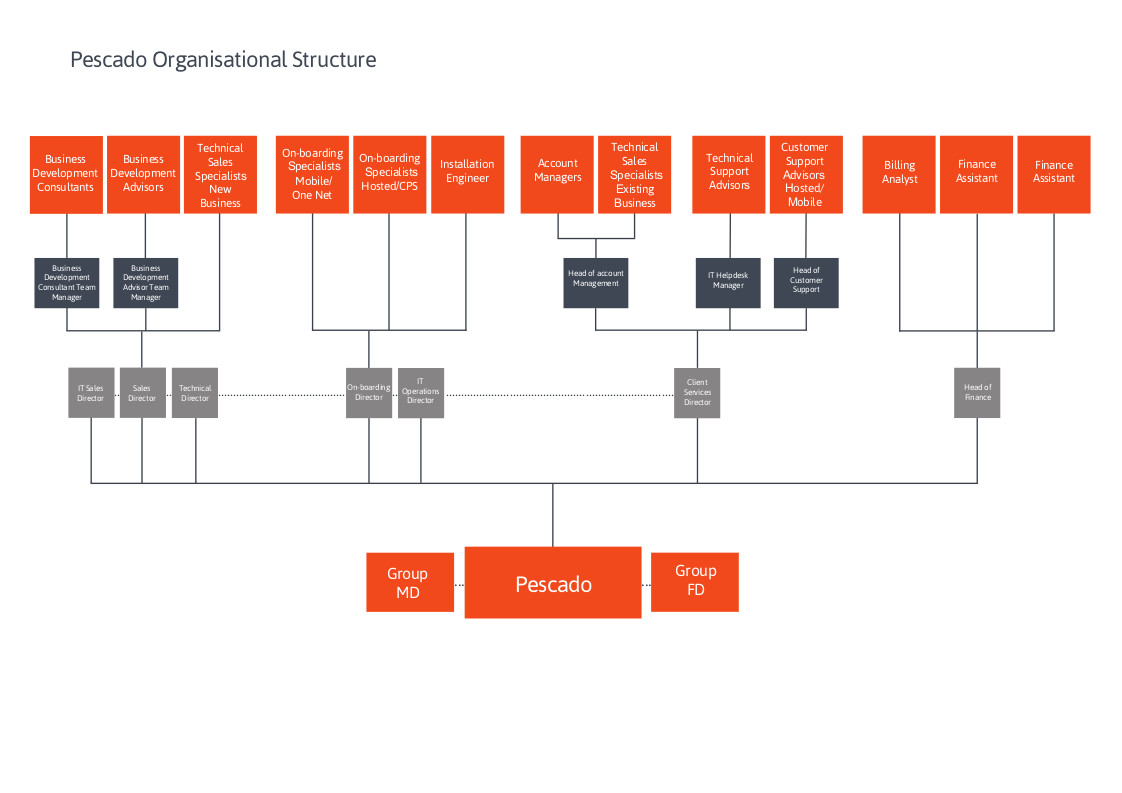 Pescado Organisational Structure
Business
Development
Consultants
Business
Development
Advisors
Technical
Sales
Specialists
New
Business
On-boarding
Specialists
Mobile/
One Net
On-boarding
Specialists
Hosted/CPS
Installation
Engineer
Account
Managers
Technical
Sales
Specialists
Existing
Business
Technical
Support
Advisors
Customer
Support
Advisors
Hosted/
Mobile
Billing
Analyst
Finance
Assistant
Finance
Assistant
Business
Development
Consultant Team
Manager
Business
Development
Advisor Team
Manager
Head of account
Management
IT Helpdesk
Manager
Head of
Customer
Support
IT Sales
Director
Sales
Director
Technical
Director
On-boarding
Director
IT
Operations
Director
Client
Services
Director
Head of
Finance
Group
MD
Pescado
Group
FD